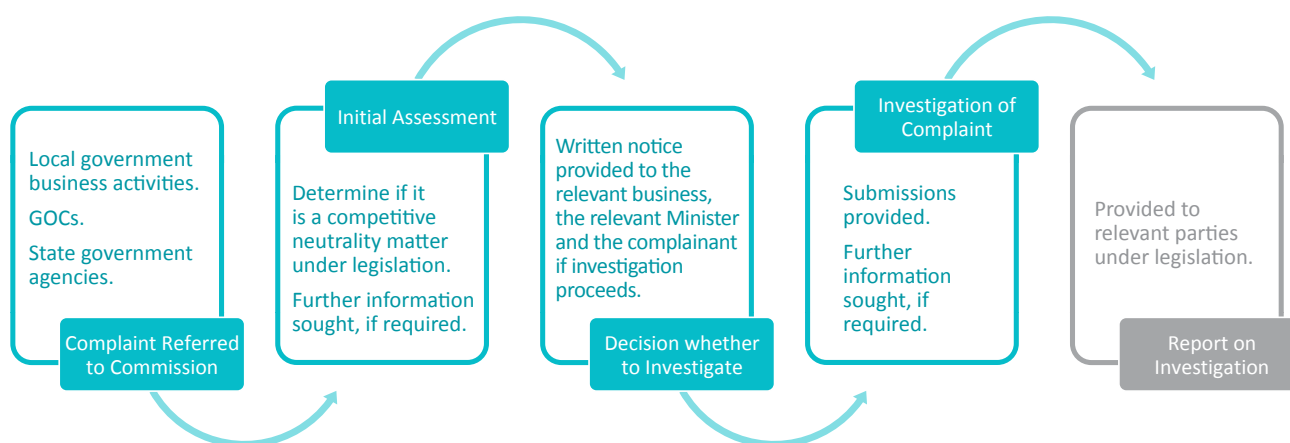 Local government
business activities.
GOCs.
State government
agencies.
Complaint Referred
to Commission
Initial Assessment
Determine if it
is a competitive
neutrality matter
under legislation.
Further information
sought, if required.
Written notice
provided to the
relevant business,
the relevant Minister
and the complainant
if investigation
proceeds.
Decision whether
to Investigate
Investigation of
Complaint
Submissions
provided.
Further
information
sought, if
required.
Provided to
relevant parties
under legislation.
Report on
Investigation